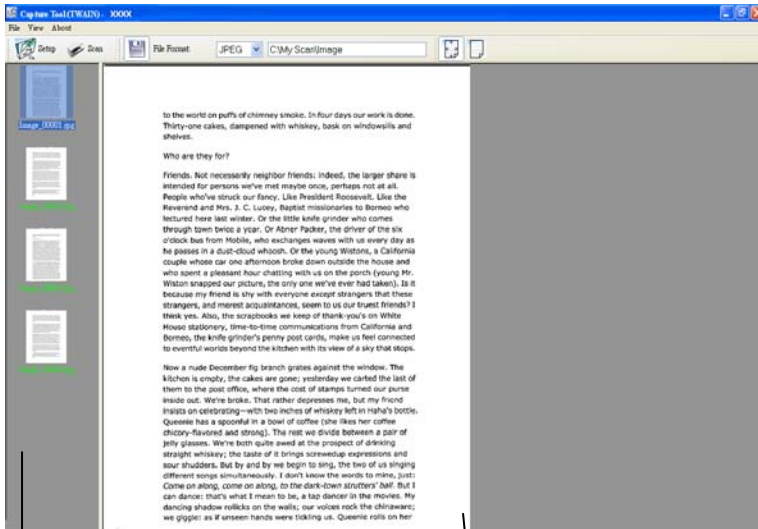 Capture Tool(TWAIN)- XXXX
File View About
Setup Scan File Format JPEG C:\My Scan\Image
Image_00001.jpg
to the world on puffs of chimney smoke. In four days our work is done.
Thirty-one cakes, dampened with whiskey, bask on windowsills and
shelves.
Who are they for?
Friends. Not necessarily neighbor friends: indeed, the larger share is
intended for persons we've met maybe once, perhaps not at all.
People who've struck our fancy. Like President Roosevelt. Like the
Reverend and Mrs. J. C. Lucey, Baptist missionaries to Borneo who
lectured here last winter. Or the little knife grinder who comes
through town twice a year. Or Abner Packer, the driver of the six
o'clock bus from Mobile, who exchanges waves with us every day as
he passes in a dust-cloud whoosh. Or the young Wistons, a California
couple whose car one afternoon broke down outside the house and
who spent a pleasant hour chatting with us on the porch (young Mr.
Wiston snapped our picture, the only one we've ever had taken). Is it
because my friend is shy with everyone except strangers that these
strangers, and merest acquaintances, seem to us our truest friends? I
think yes. Also, the scrapbooks we keep of thank-you's on White
House stationery, time-to-time communications from California and
Borneo, the knife grinder's penny post cards, make us feel connected
to eventful worlds beyond the kitchen with its view of a sky that stops.
Now a nude December fig branch grates against the window. The
kitchen is empty, the cakes are gone; yesterday we carted the last of
them to the post office, where the cost of stamps turned our purse
inside out. We're broke. That rather depresses me, but my friend
insists on celebrating—with two inches of whiskey left in Haha's bottle.
Queenie has a spoonful in a bowl of coffee (she likes her coffee
chicory-flavored and strong). The rest we divide between a pair of
jelly glasses. We're both quite awed at the prospect of drinking
straight whiskey; the taste of it brings screwedup expressions and
sour shudders. But by and by we begin to sing, the two of us singing
different songs simultaneously. I don't know the words to mine, just:
Come on along, come on along, to the dark-town strutters' ball. But I
can dance: that's what I mean to be, a tap dancer in the movies. My
dancing shadow rollicks on the walls; our voices rock the chinaware;
we giggle: as if unseen hands were tickling us. Queenie rolls on her